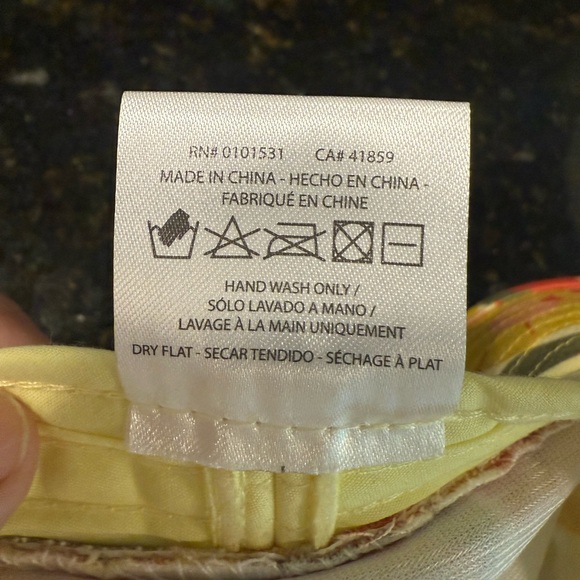 RN# 0101531 CA# 41859
MADE IN CHINA - HECHO EN CHINA -
FABRIQUÉ EN CHINE
HAND WASH ONLY /
SÓLO LAVADO A MANO /
LAVAGE À LA MAIN UNIQUEMENT
DRY FLAT - SECAR TENDIDO - SÉCHAGE À PLAT